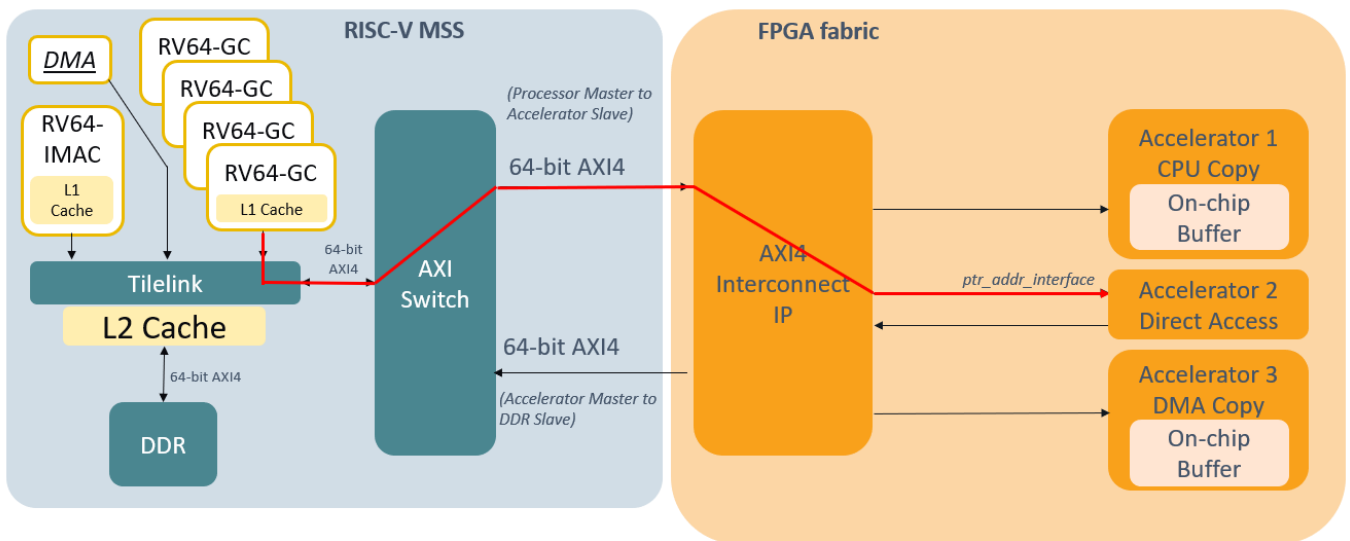 RISC-V MSS
FPGA fabric
DMA
RV64-GC
RV64-GC
RV64-GC
RV64-GC
L1 Cache
RV64-
IMAC
L1
Cache
64-bit
AXI4
Tilelink
L2 Cache
64-bit AXI4
DDR
AXI
Switch
(Processor Master to
Accelerator Slave)
64-bit AXI4
64-bit AXI4
(Accelerator Master to
DDR Slave)
AXI4
Interconnect
IP
ptr_addr_interface
Accelerator 1
CPU Copy
On-chip
Buffer
Accelerator 2
Direct Access
Accelerator 3
DMA Copy
On-chip
Buffer